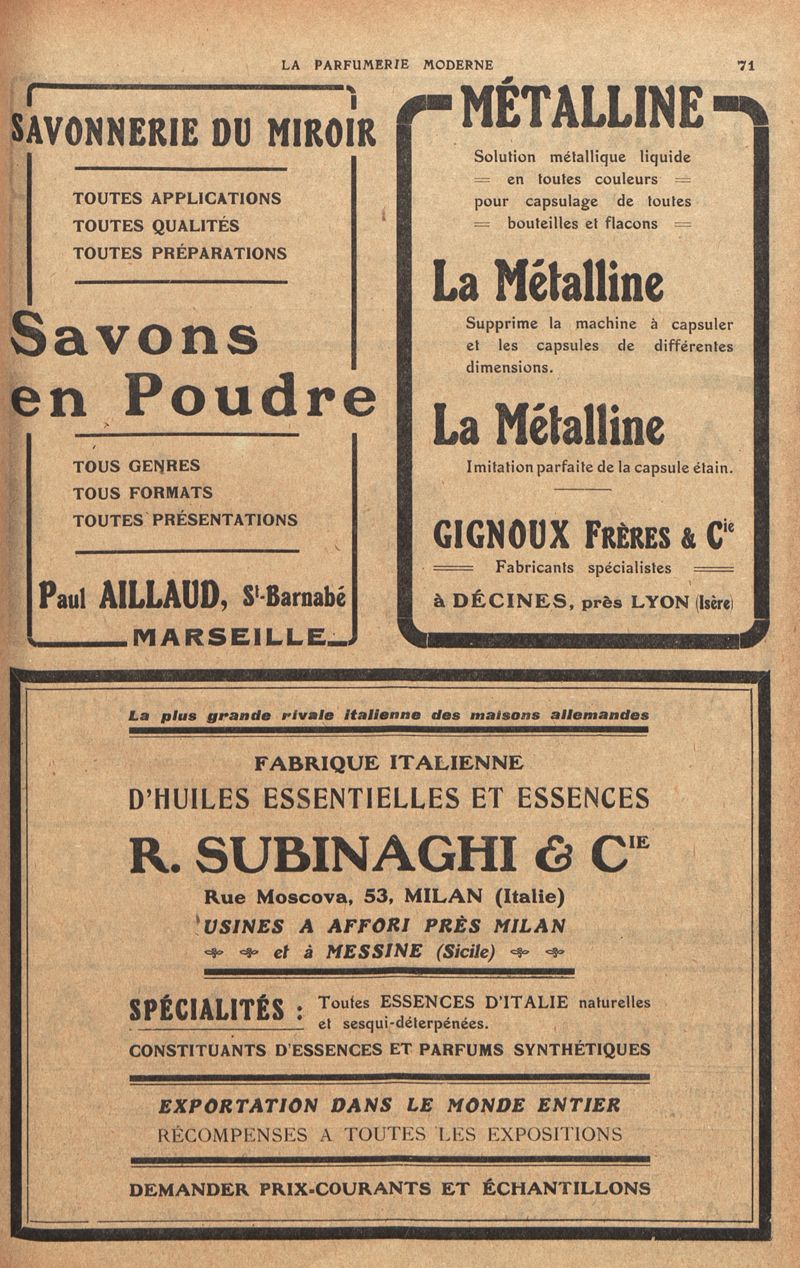 LA PARFUMERIE MODERNE 71
SAVONNERIE DU MIROIR
TOUTES APPLICATIONS
TOUTES QUALITÉS
TOUTES PRÉPARATIONS
Savons
en Poudre
TOUS GENRES
TOUS FORMATS
TOUTES PRÉSENTATIONS
Paul AILLAUD, St-Barnabé
MARSEILLE
MÉTALLINE
Solution métallique liquide
= en toutes couleurs =
pour capsulage de toutes
= bouteilles et flacons =
La Métalline
Supprime la machine à capsuler
et les capsules de différentes
dimensions.
La Métalline
Imitation parfaite de la capsule étain.
GIGNOUX FRÈRES & Cie
Fabricants spécialistes
à DÉCINES, près LYON (Isère)
La plus grande rivale italienne des maisons allemandes
FABRIQUE ITALIENNE
D'HUILES ESSENTIELLES ET ESSENCES
R. SUBINAGHI & CIE
Rue Moscova, 53, MILAN (Italie)
USINES A AFFORI PRÈS MILAN
et à MESSINE (Sicile)
SPÉCIALITÉS : Toutes ESSENCES D'ITALIE naturelles
et sesqui-déterpénées.
CONSTITUANTS D'ESSENCES ET PARFUMS SYNTHÉTIQUES
EXPORTATION DANS LE MONDE ENTIER
RÉCOMPENSES A TOUTES LES EXPOSITIONS
DEMANDER PRIX-COURANTS ET ÉCHANTILLONS